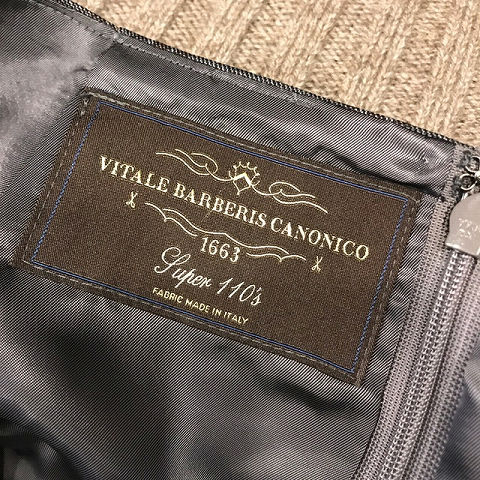 VITALE BARBERIS CANONICO
1663
Super 110's
FABRIC MADE IN ITALY